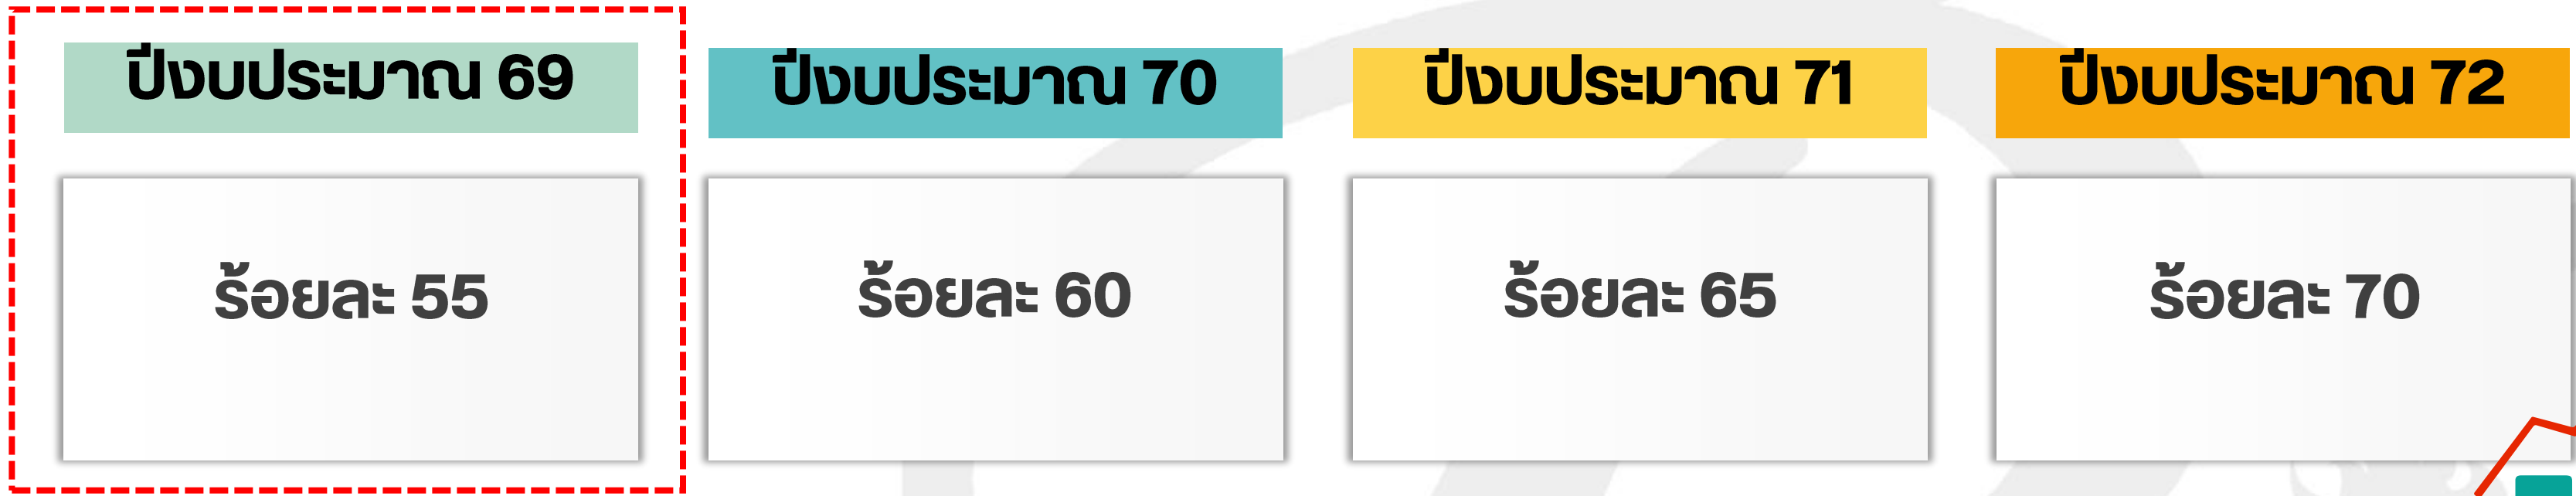 ปีงบประมาณ 69
ปีงบประมาณ 70
ปีงบประมาณ 71
ปีงบประมาณ 72
ร้อยละ 55
ร้อยละ 60
ร้อยละ 65
ร้อยละ 70